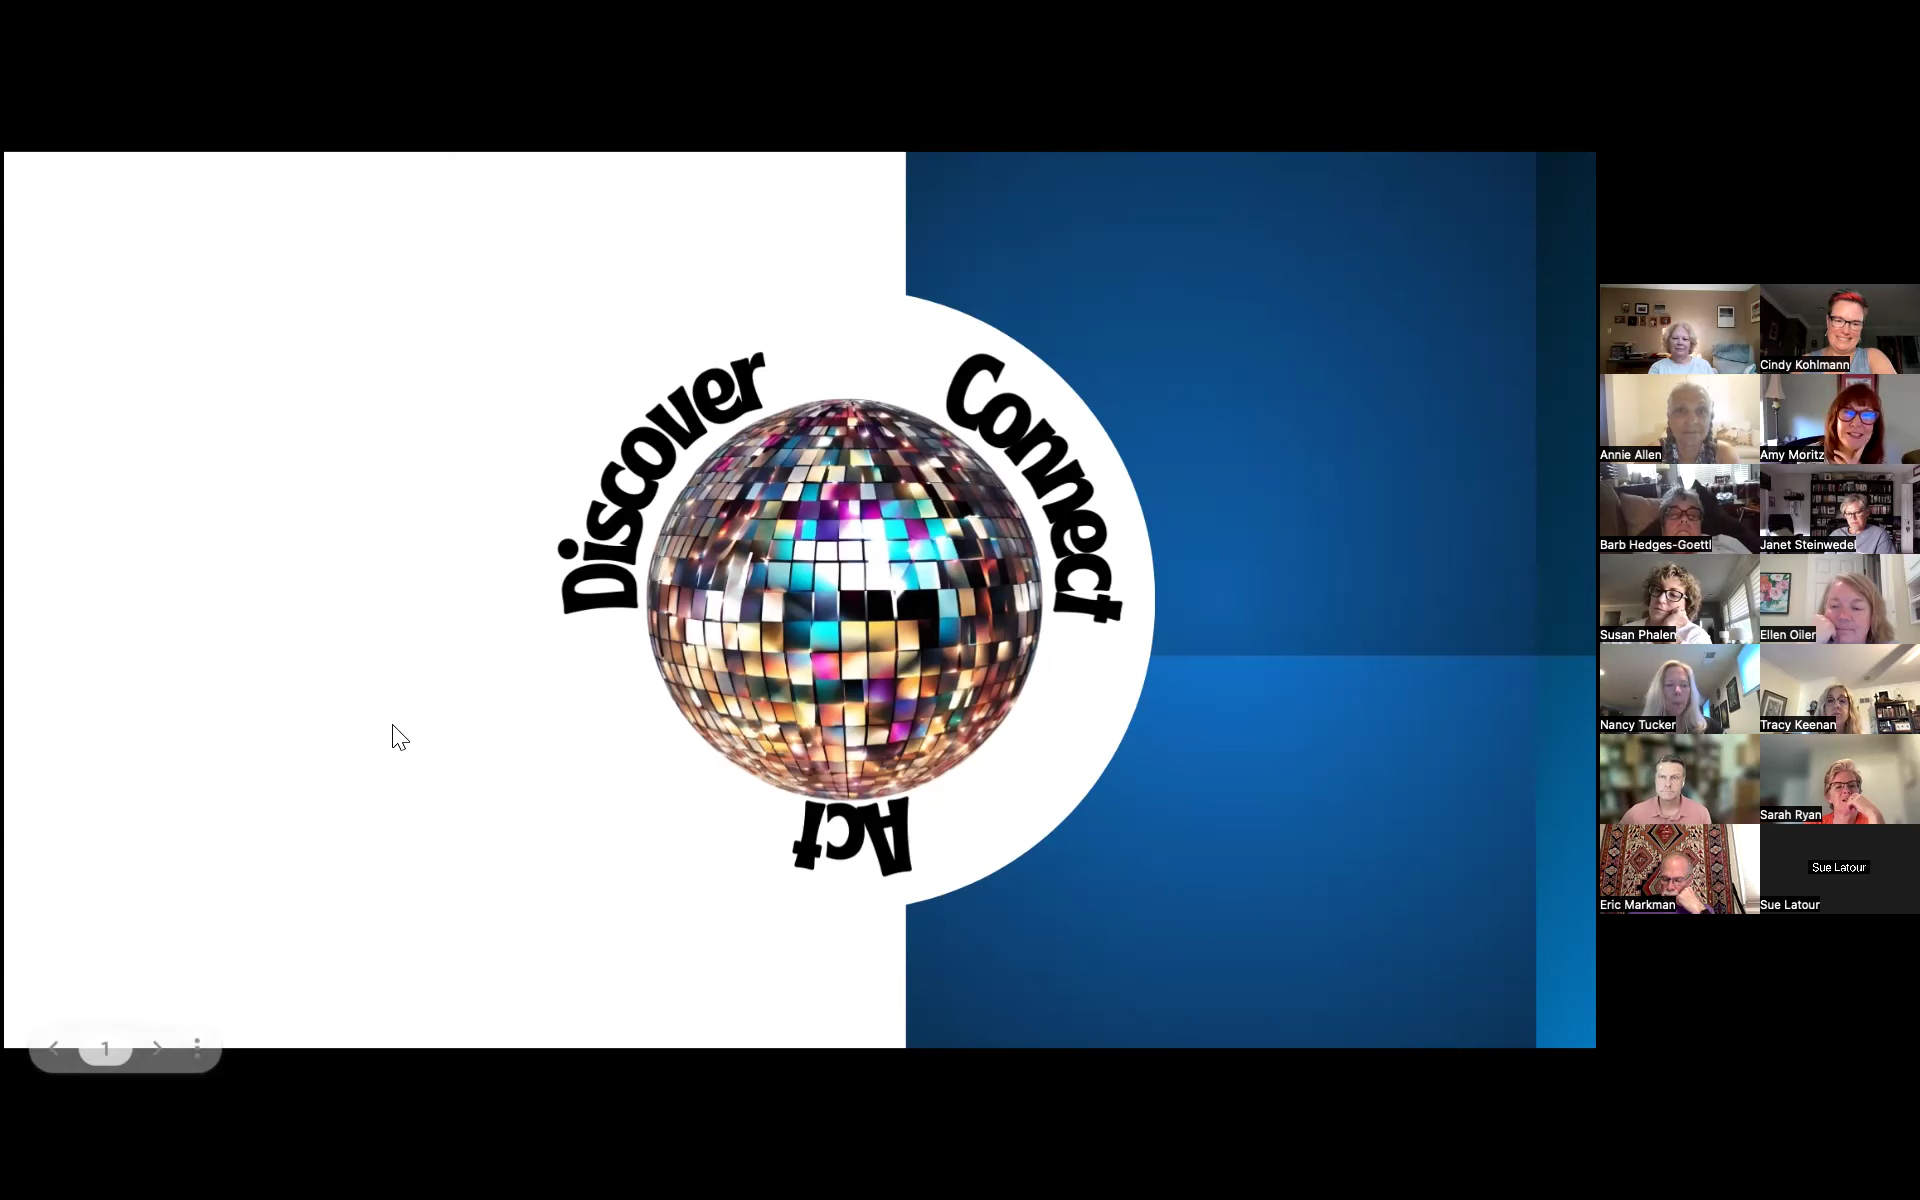 Discover
Connect
Act
1
Cindy Kohlmann
Annie Allen
Amy Moritz
Barb Hedges-Goettl
Janet Steinwedel
Susan Phalen
Ellen Oiler
Nancy Tucker
Tracy Keenan
Sarah Ryan
Sue Latour
Eric Markman
Sue Latour